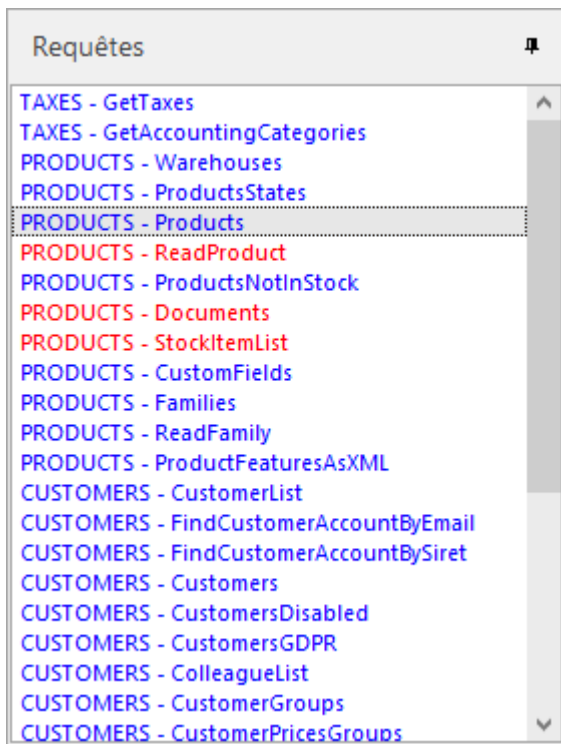 Requêtes
TAXES - GetTaxes
TAXES - GetAccountingCategories
PRODUCTS - Warehouses
PRODUCTS - ProductsStates
PRODUCTS - Products
PRODUCTS - ReadProduct
PRODUCTS - ProductsNotInStock
PRODUCTS - Documents
PRODUCTS - StockItemList
PRODUCTS - CustomFields
PRODUCTS - Families
PRODUCTS - ReadFamily
PRODUCTS - ProductFeaturesAsXML
CUSTOMERS - CustomerList
CUSTOMERS - FindCustomerAccountByEmail
CUSTOMERS - FindCustomerAccountBySiret
CUSTOMERS - Customers
CUSTOMERS - CustomersDisabled
CUSTOMERS - CustomersGDPR
CUSTOMERS - ColleagueList
CUSTOMERS - CustomerGroups
CUSTOMERS - CustomerPricesGroups